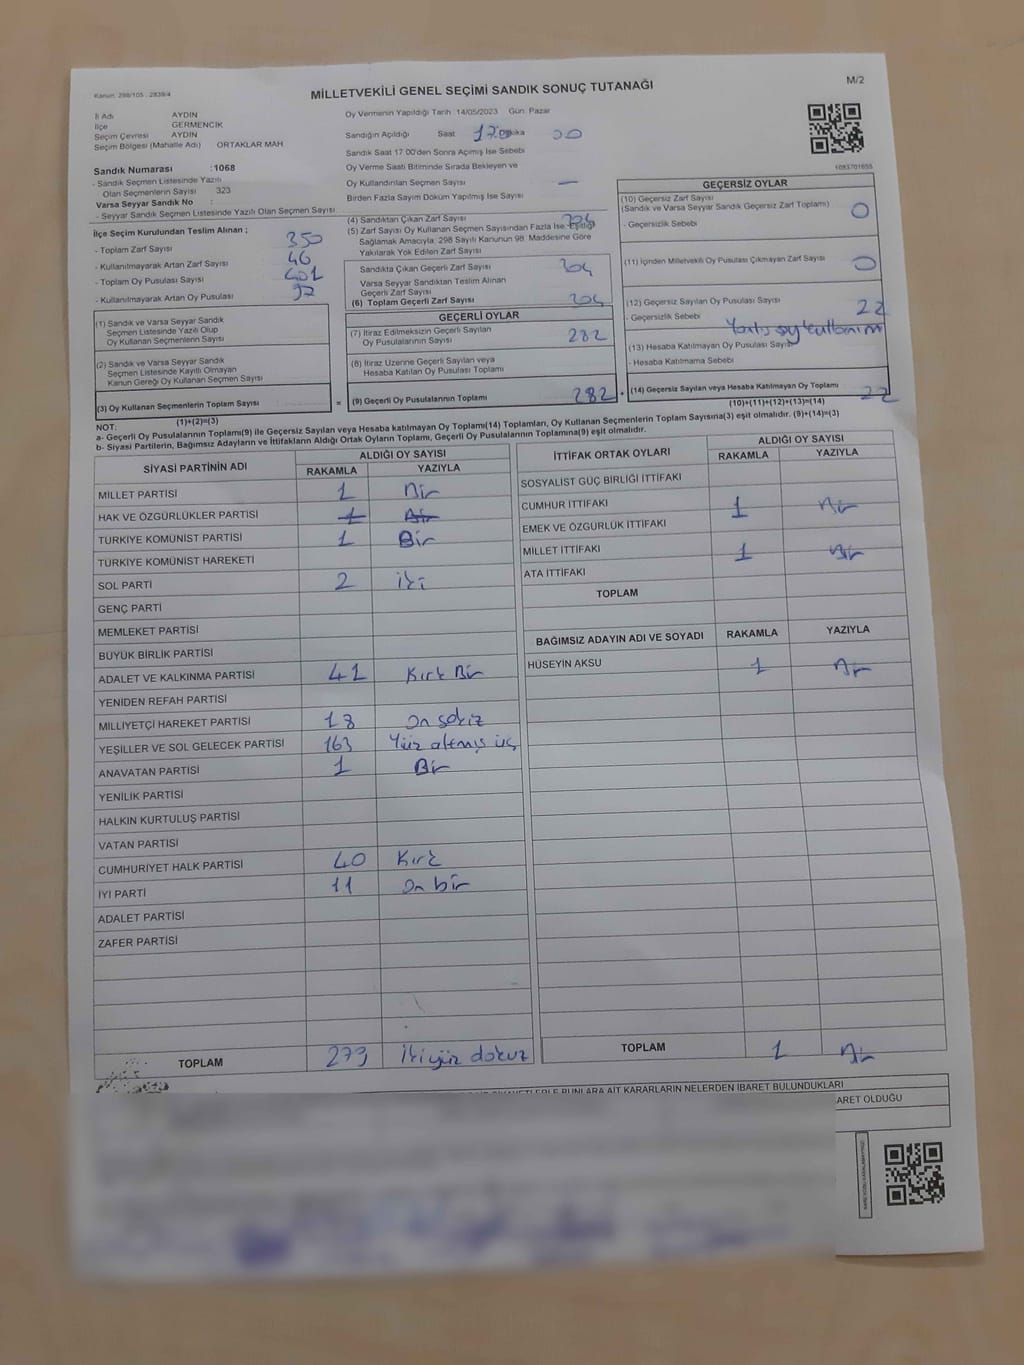 Kanun: 298/105 , 2839/4
MİLLETVEKİLİ GENEL SEÇİMİ SANDIK SONUÇ TUTANAĞI
M/2
İl Adı AYDIN
İlçe GERMENCİK
Seçim Çevresi AYDIN
Seçim Bölgesi (Mahalle Adı) ORTAKLAR MAH
Sandık Numarası :1068
- Sandık Seçmen Listesinde Yazılı
Olan Seçmenlerin Sayısı 323
Varsa Seyyar Sandık No :
- Seyyar Sandık Seçmen Listesinde Yazılı Olan Seçmen Sayısı :
İlçe Seçim Kurulundan Teslim Alınan ;
- Toplam Zarf Sayısı 350
- Kullanılmayarak Artan Zarf Sayısı 46
- Toplam Oy Pusulası Sayısı 401
- Kullanılmayarak Artan Oy Pusulası 97
(1) Sandık ve Varsa Seyyar Sandık
Seçmen Listesinde Yazılı Olup
Oy Kullanan Seçmenlerin Sayısı
(2) Sandık ve Varsa Seyyar Sandık
Seçmen Listesinde Kayıtlı Olmayan
Kanun Gereği Oy Kullanan Seçmen Sayısı
(3) Oy Kullanan Seçmenlerin Toplam Sayısı
(1)+(2)=(3)
Oy Vermenin Yapıldığı Tarih :14/05/2023 Gün: Pazar
Sandığın Açıldığı Saat 17:00 Dakika 00
Sandık Saat 17 00'den Sonra Açımış İse Sebebi
Oy Verme Saati Bitiminde Sırada Bekleyen ve
Oy Kullandırılan Seçmen Sayısı —
Birden Fazla Sayım Döküm Yapılmış İse Sayısı
(4) Sandıktan Çıkan Zarf Sayısı 304
(5) Zarf Sayısı Oy Kullanan Seçmen Sayısından Fazla İse, Eşitliği
Sağlamak Amacıyla, 298 Sayılı Kanunun 98. Maddesine Göre
Yakılarak Yok Edilen Zarf Sayısı
Sandıkta Çıkan Geçerli Zarf Sayısı 304
Varsa Seyyar Sandıktan Teslim Alınan
Geçerli Zarf Sayısı
(6) Toplam Geçerli Zarf Sayısı 304
GEÇERLİ OYLAR
(7) İtiraz Edilmeksizin Geçerli Sayılan
Oy Pusulalarının Sayısı 282
(8) İtiraz Üzerine Geçerli Sayılan veya
Hesaba Katılan Oy Pusulası Toplamı
= (9) Geçerli Oy Pusulalarının Toplamı 282 +
1083701655
GEÇERSİZ OYLAR
(10) Geçersiz Zarf Sayısı
(Sandık ve Varsa Seyyar Sandık Geçersiz Zarf Toplamı) 0
- Geçersizlik Sebebi
(11) İçinden Milletvekili Oy Pusulası Çıkmayan Zarf Sayısı 0
(12) Geçersiz Sayılan Oy Pusulası Sayısı 22
- Geçersizlik Sebebi Yanlış oy kullanım
(13) Hesaba Katılmayan Oy Pusulası Sayısı
- Hesaba Katılmama Sebebi
(14) Geçersiz Sayılan veya Hesaba Katılmayan Oy Toplamı 22
(10)+(11)+(12)+(13)=(14)
NOT:
a- Geçerli Oy Pusulalarının Toplamı(9) ile Geçersiz Sayılan veya Hesaba katılmayan Oy Toplamı(14) Toplamları, Oy Kullanan Seçmenlerin Toplam Sayısına(3) eşit olmalıdır. (9)+(14)=(3)
b- Siyasi Partilerin, Bağımsız Adayların ve İttifakların Aldığı Ortak Oyların Toplamı, Geçerli Oy Pusulalarının Toplamına(9) eşit olmalıdır.
SİYASİ PARTİNİN ADI ALDIĞI OY SAYISI
RAKAMLA YAZIYLA
MİLLET PARTİSİ 1 Bir
HAK VE ÖZGÜRLÜKLER PARTİSİ 1 Bir
TÜRKİYE KOMÜNİST PARTİSİ 1 Bir
TÜRKİYE KOMÜNİST HAREKETİ
SOL PARTİ 2 iki
GENÇ PARTİ
MEMLEKET PARTİSİ
BÜYÜK BİRLİK PARTİSİ
ADALET VE KALKINMA PARTİSİ 41 Kırk Bir
YENİDEN REFAH PARTİSİ
MİLLİYETÇİ HAREKET PARTİSİ 18 on sekiz
YEŞİLLER VE SOL GELECEK PARTİSİ 163 Yüz altmış üç
ANAVATAN PARTİSİ 1 Bir
YENİLİK PARTİSİ
HALKIN KURTULUŞ PARTİSİ
VATAN PARTİSİ
CUMHURİYET HALK PARTİSİ 40 Kırk
İYİ PARTİ 11 on bir
ADALET PARTİSİ
ZAFER PARTİSİ
TOPLAM 279 ikiyüz dokuz
İTTİFAK ORTAK OYLARI ALDIĞI OY SAYISI
RAKAMLA YAZIYLA
SOSYALİST GÜÇ BİRLİĞİ İTTİFAKI
CUMHUR İTTİFAKI 1 Bir
EMEK VE ÖZGÜRLÜK İTTİFAKI
MİLLET İTTİFAKI 1 Bir
ATA İTTİFAKI
TOPLAM
BAĞIMSIZ ADAYIN ADI VE SOYADI RAKAMLA YAZIYLA
HÜSEYİN AKSU 1 Bir
TOPLAM 1 Bir
BUNLARA AİT KARARLARIN NELERDEN İBARET BULUNDUKLARI
OLDUĞU